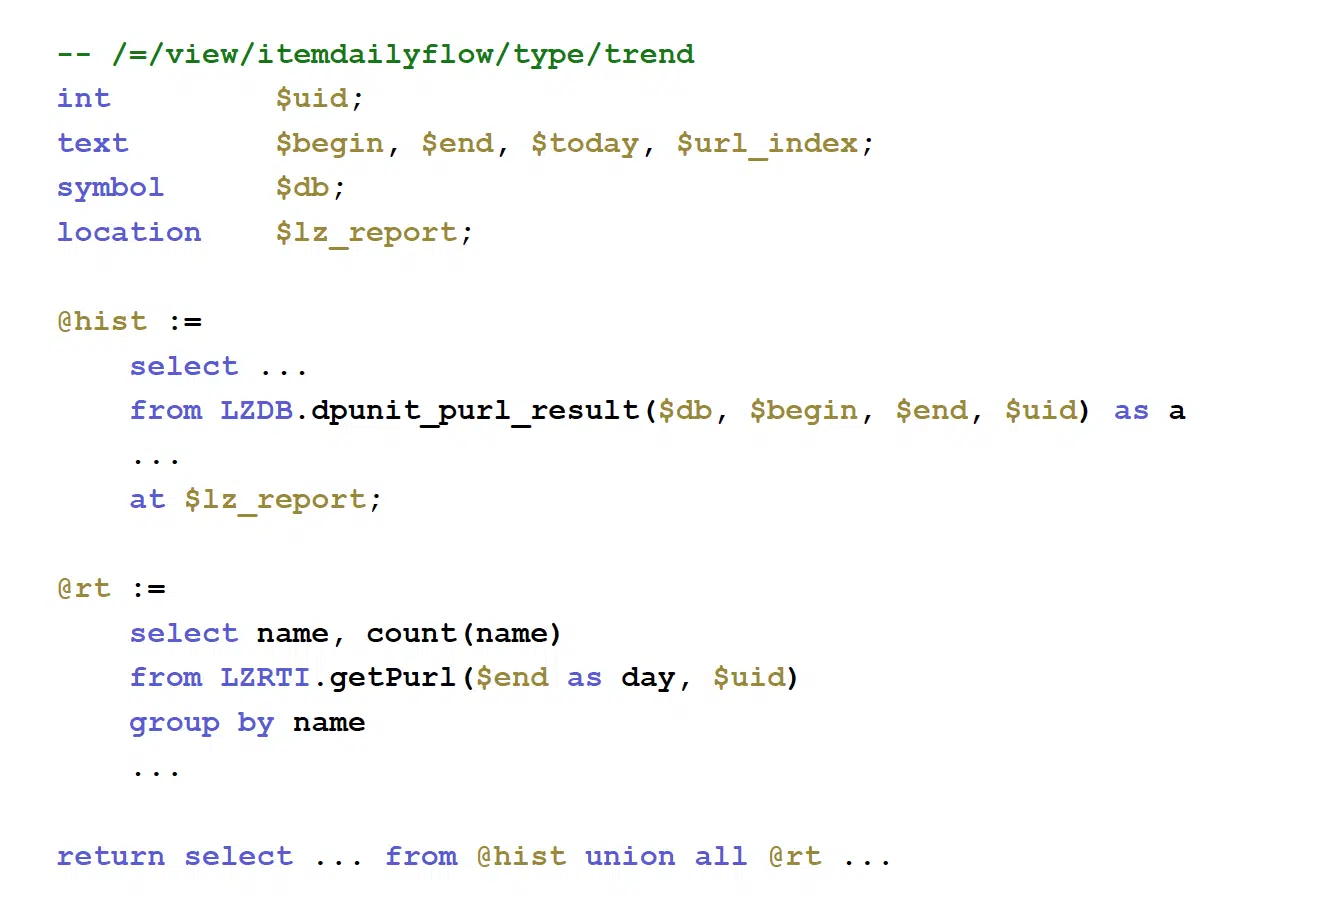 -- /=/view/itemdailyflow/type/trend
int         $uid;
text        $begin, $end, $today, $url_index;
symbol      $db;
location    $lz_report;
@hist :=
    select ...
    from LZDB.dpunit_purl_result($db, $begin, $end, $uid) as a
    ...
    at $lz_report;
@rt :=
    select name, count(name)
    from LZRTI.getPurl($end as day, $uid)
    group by name
    ...
return select ... from @hist union all @rt ...